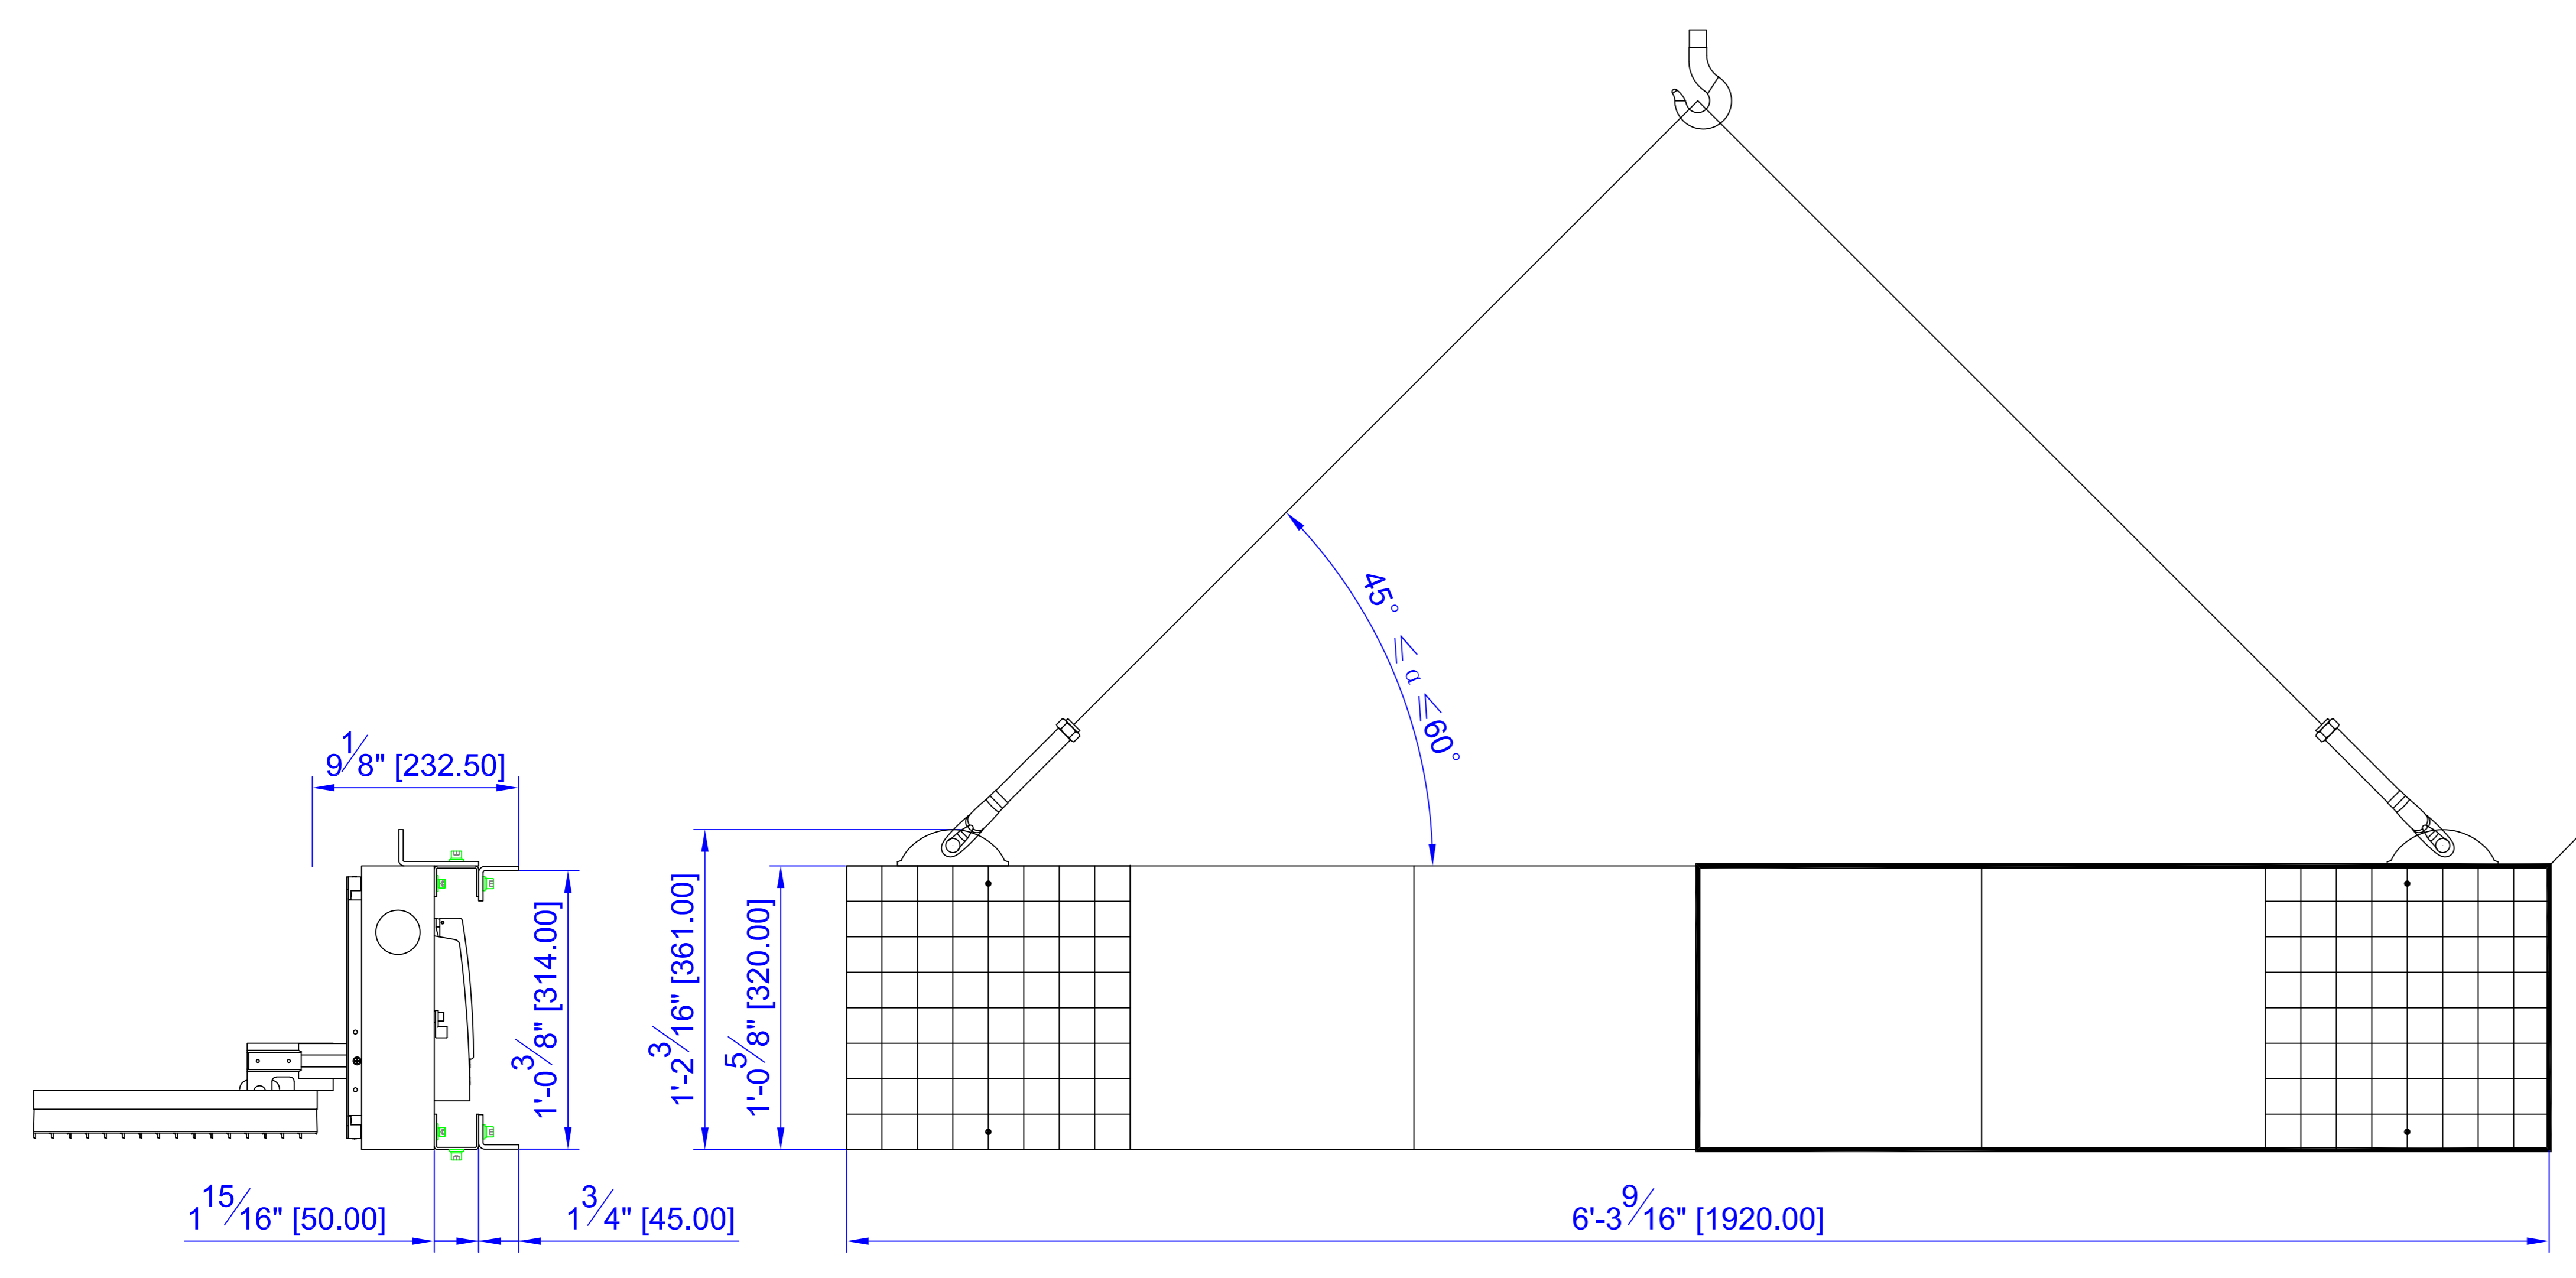 9 1/8" [232.50]
45° ≤ α ≤60°
1'-0 3/8" [314.00]
1'-2 3/16" [361.00]
1'-0 5/8" [320.00]
1 15/16" [50.00]
1 3/4" [45.00]
6'-3 9/16" [1920.00]